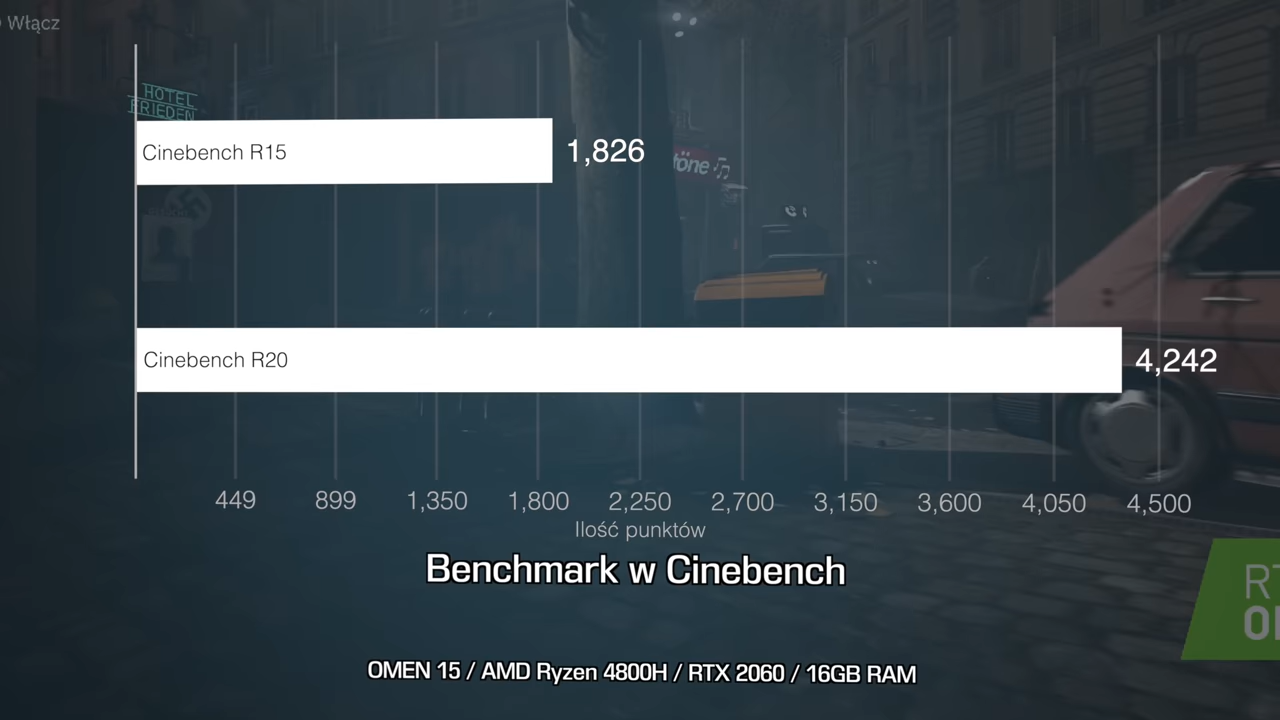 Włącz
HOTEL
FRIEDEN
Cinebench R15
1,826
töne
Cinebench R20
4,242
449 899 1,350 1,800 2,250 2,700 3,150 3,600 4,050 4,500
Ilość punktów
Benchmark w Cinebench
RT
OMEN 15 / AMD Ryzen 4800H / RTX 2060 / 16GB RAM